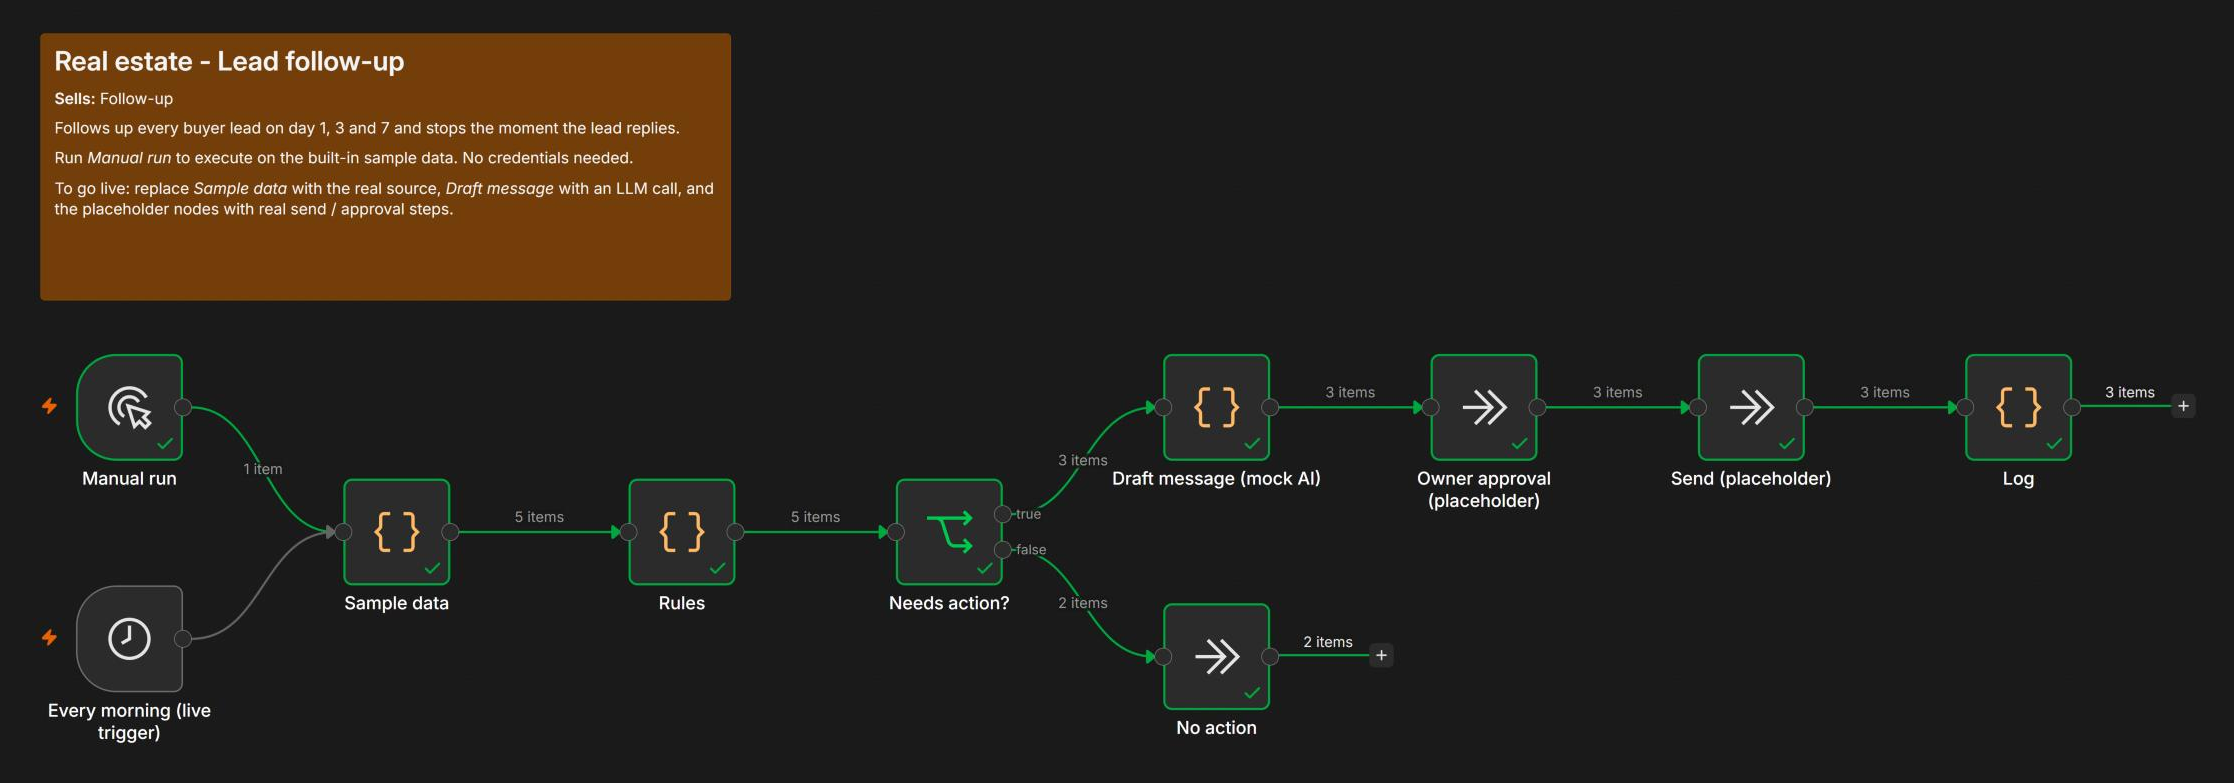 Real estate - Lead follow-up
Sells: Follow-up
Follows up every buyer lead on day 1, 3 and 7 and stops the moment the lead replies.
Run Manual run to execute on the built-in sample data. No credentials needed.
To go live: replace Sample data with the real source, Draft message with an LLM call, and
the placeholder nodes with real send / approval steps.
Manual run
1 item
Every morning (live
trigger)
Sample data
5 items
Rules
5 items
Needs action?
true
false
3 items
2 items
Draft message (mock AI)
3 items
Owner approval
(placeholder)
3 items
Send (placeholder)
3 items
Log
3 items
+
No action
2 items
+